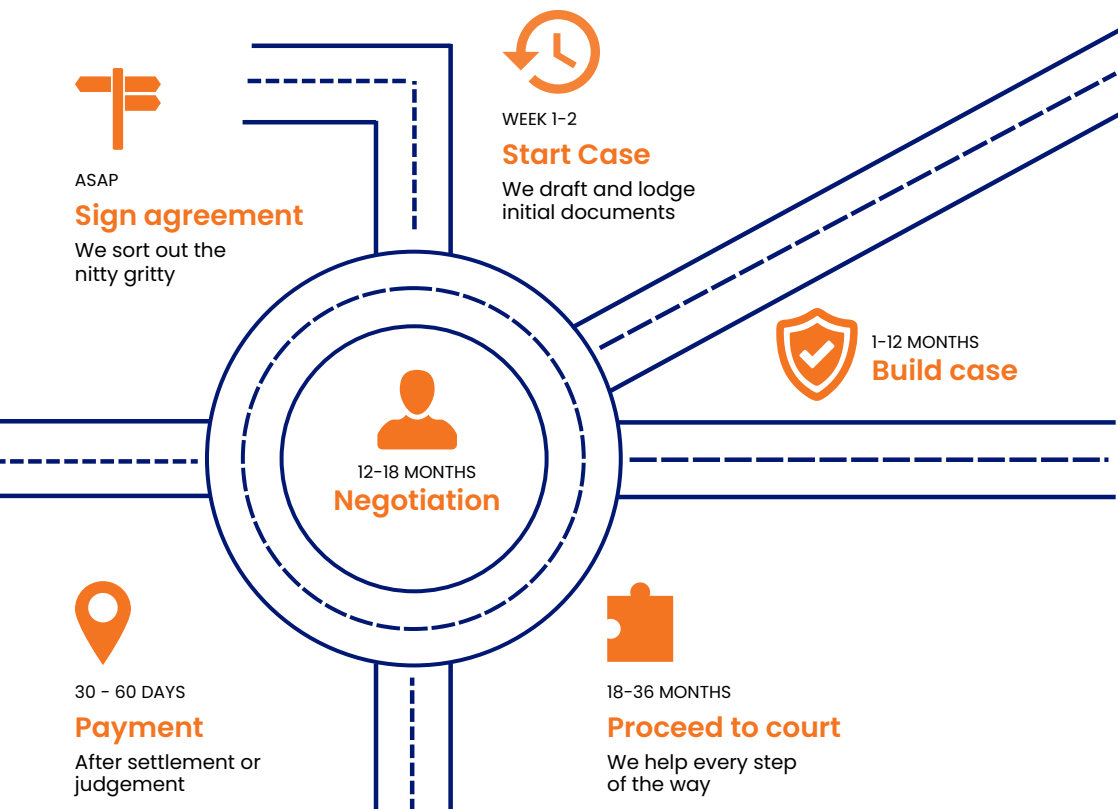 ASAP
Sign agreement
We sort out the
nitty gritty
WEEK 1-2
Start Case
We draft and lodge
initial documents
1-12 MONTHS
Build case
12-18 MONTHS
Negotiation
18-36 MONTHS
Proceed to court
We help every step
of the way
30 - 60 DAYS
Payment
After settlement or
judgement